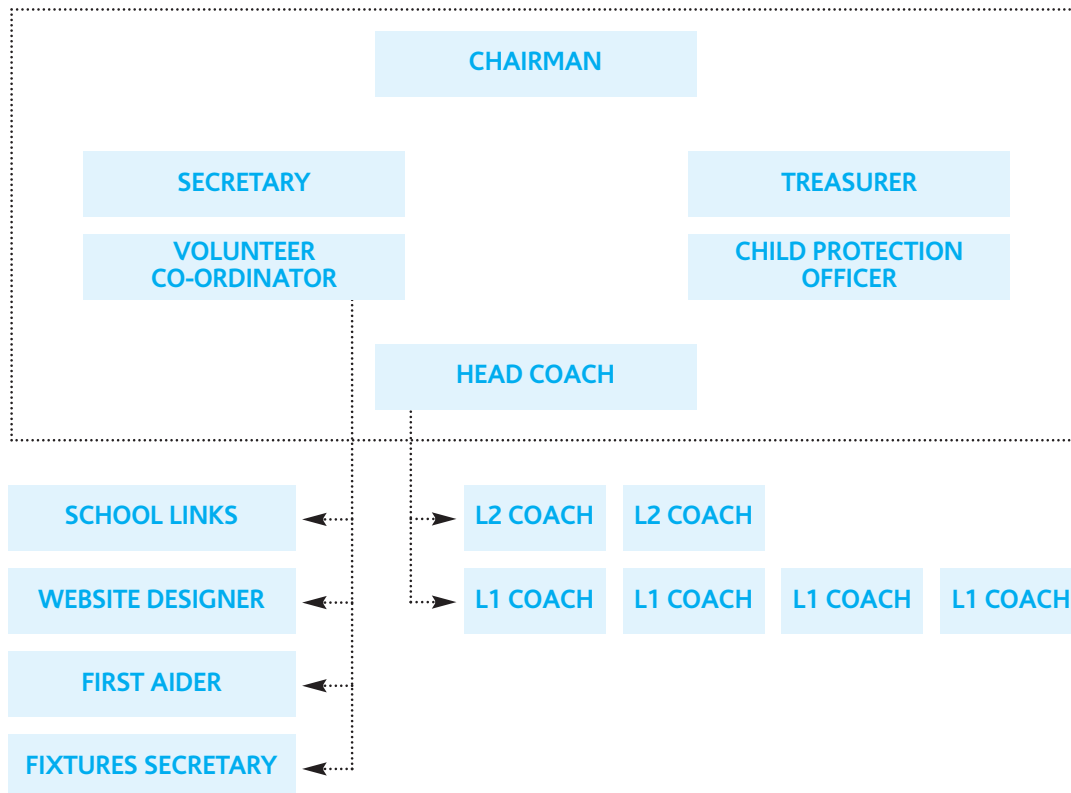 CHAIRMAN
SECRETARY
TREASURER
VOLUNTEER
CO-ORDINATOR
CHILD PROTECTION
OFFICER
HEAD COACH
SCHOOL LINKS
L2 COACH
L2 COACH
WEBSITE DESIGNER
L1 COACH
L1 COACH
L1 COACH
L1 COACH
FIRST AIDER
FIXTURES SECRETARY